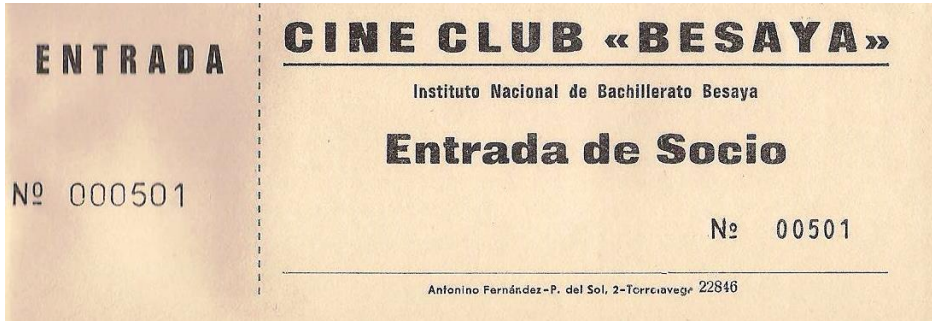 ENTRADA
Nº 000501
CINE CLUB «BESAYA»
Instituto Nacional de Bachillerato Besaya
Entrada de Socio
Nº 00501
Antonino Fernández-P. del Sol, 2-Torrelavega 22846